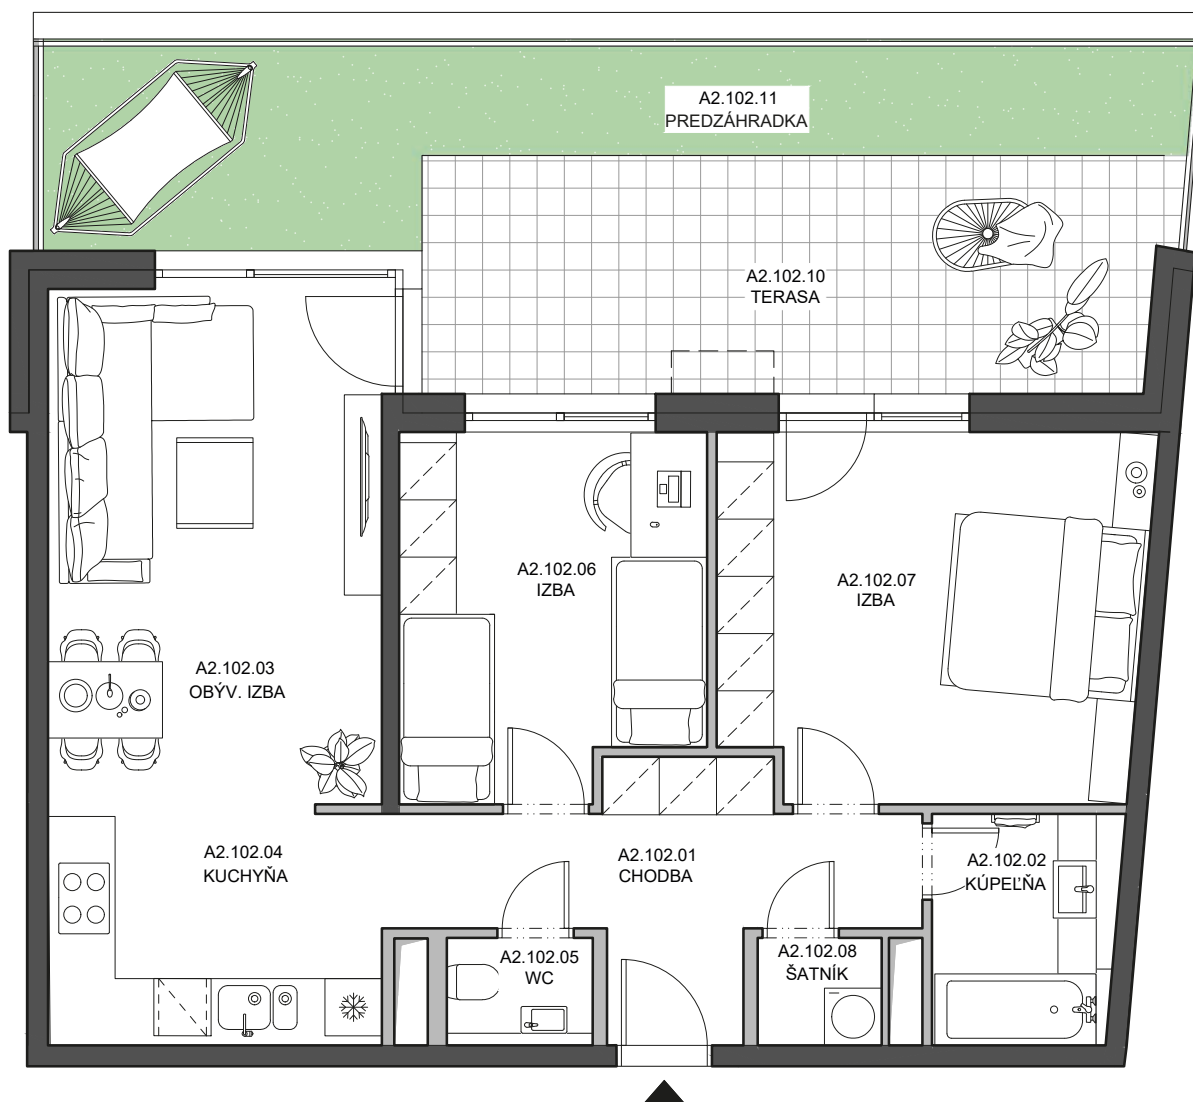 A2.102.11
PREDZÁHRADKA
A2.102.10
TERASA
A2.102.06
IZBA
A2.102.07
IZBA
A2.102.03
OBÝV. IZBA
A2.102.04
KUCHYŇA
A2.102.01
CHODBA
A2.102.02
KÚPEĽŇA
A2.102.05
WC
A2.102.08
ŠATNÍK